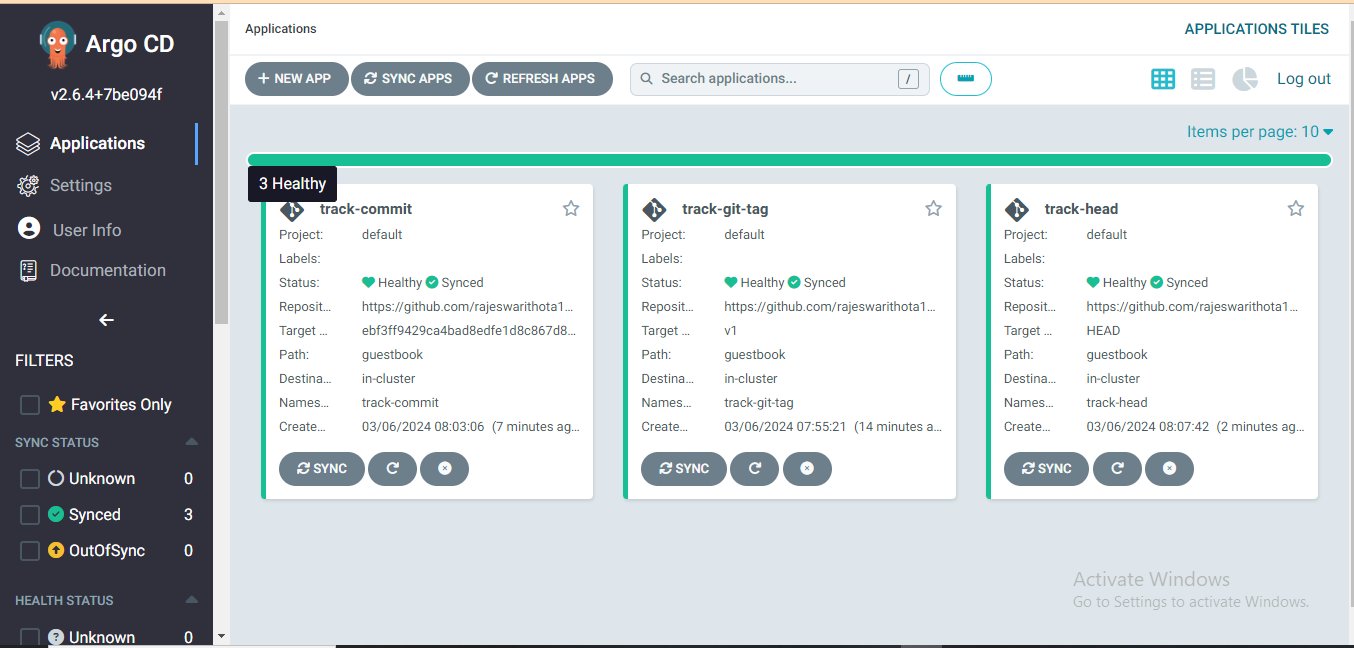 Argo CD
v2.6.4+7be094f
Applications
Settings
User Info
Documentation
FILTERS
Favorites Only
SYNC STATUS
Unknown 0
Synced 3
OutOfSync 0
HEALTH STATUS
Unknown 0
Applications
APPLICATIONS TILES
NEW APP SYNC APPS REFRESH APPS Search applications... / Log out
Items per page: 10
3 Healthy
track-commit
Project: default
Labels:
Status: Healthy Synced
Reposit... https://github.com/rajeswarithota1...
Target ... ebf3ff9429ca4bad8edfe1d8c867d8...
Path: guestbook
Destina... in-cluster
Names... track-commit
Create... 03/06/2024 08:03:06 (7 minutes ag...
SYNC
track-git-tag
Project: default
Labels:
Status: Healthy Synced
Reposit... https://github.com/rajeswarithota1...
Target ... v1
Path: guestbook
Destina... in-cluster
Names... track-git-tag
Create... 03/06/2024 07:55:21 (14 minutes a...
SYNC
track-head
Project: default
Labels:
Status: Healthy Synced
Reposit... https://github.com/rajeswarithota1...
Target ... HEAD
Path: guestbook
Destina... in-cluster
Names... track-head
Create... 03/06/2024 08:07:42 (2 minutes ag...
SYNC
Activate Windows
Go to Settings to activate Windows.